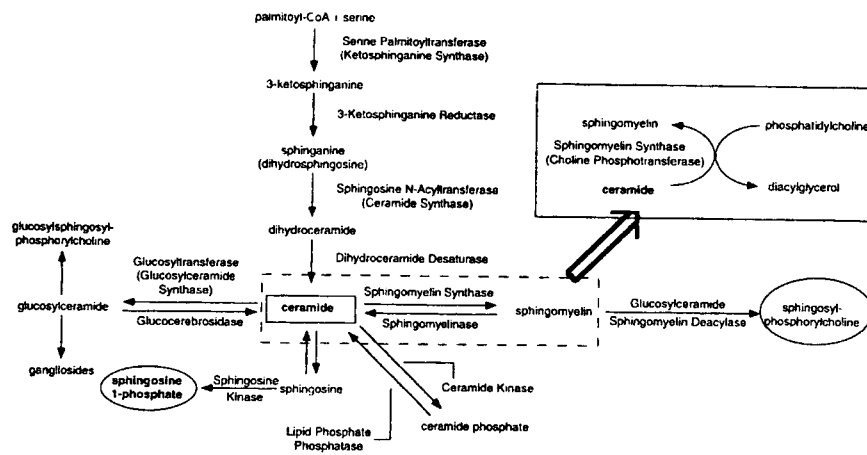 palmitoyl-CoA + serine
Serine Palmitoyltransferase
(Ketosphinganine Synthase)
3-ketosphinganine
3-Ketosphinganine Reductase
sphinganine
(dihydrosphingosine)
Sphingosine N-Acyltransferase
(Ceramide Synthase)
dihydroceramide
Dihydroceramide Desaturase
sphingomyelin
phosphatidylcholine
Sphingomyelin Synthase
(Choline Phosphotransferase)
ceramide
diacylglycerol
glucosylsphingosyl-
phosphorylcholine
Glucosyltransferase
(Glucosylceramide
Synthase)
glucosylceramide
Glucocerebrosidase
gangliosides
ceramide
Sphingomyelin Synthase
Sphingomyelinase
sphingomyelin
Glucosylceramide
Sphingomyelin Deacylase
sphingosyl-
phosphorylcholine
sphingosine
1-phosphate
Sphingosine
Kinase
sphingosine
Ceramide Kinase
ceramide phosphate
Lipid Phosphate
Phosphatase